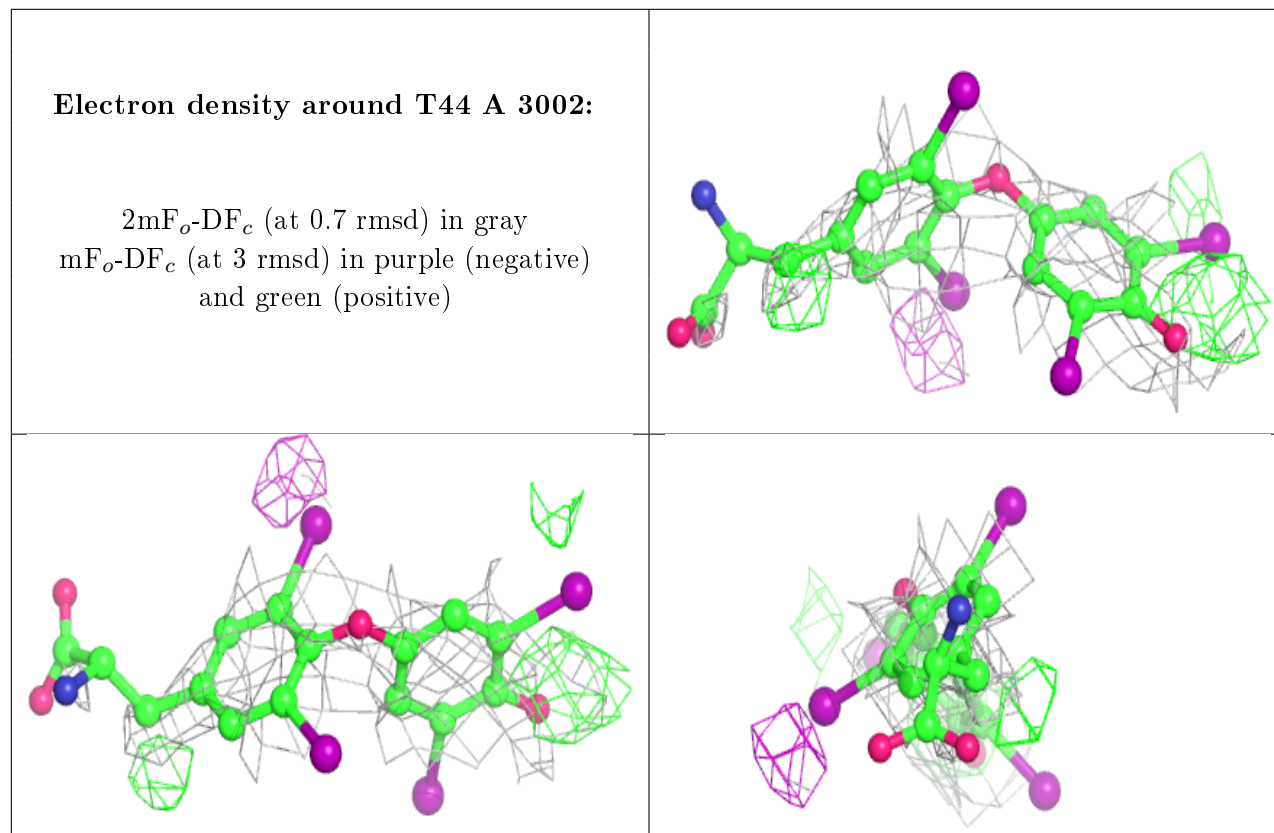 Electron density around T44 A 3002:
2mFₒ-DF𝒸 (at 0.7 rmsd) in gray
mFₒ-DF𝒸 (at 3 rmsd) in purple (negative)
and green (positive)